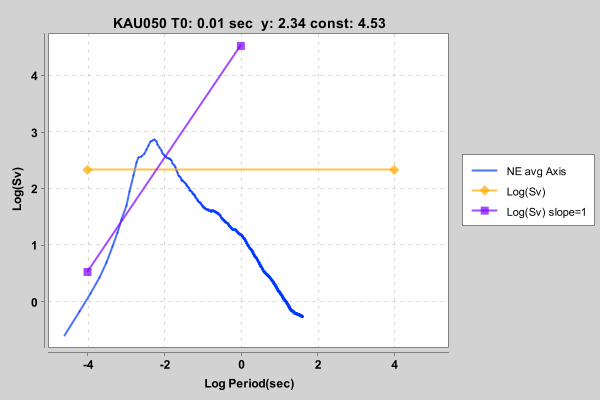 KAU050 T0: 0.01 sec  y: 2.34 const: 4.53
Log(Sv)
4
3
2
1
0
-4
-2
0
2
4
Log Period(sec)
NE avg Axis
Log(Sv)
Log(Sv) slope=1